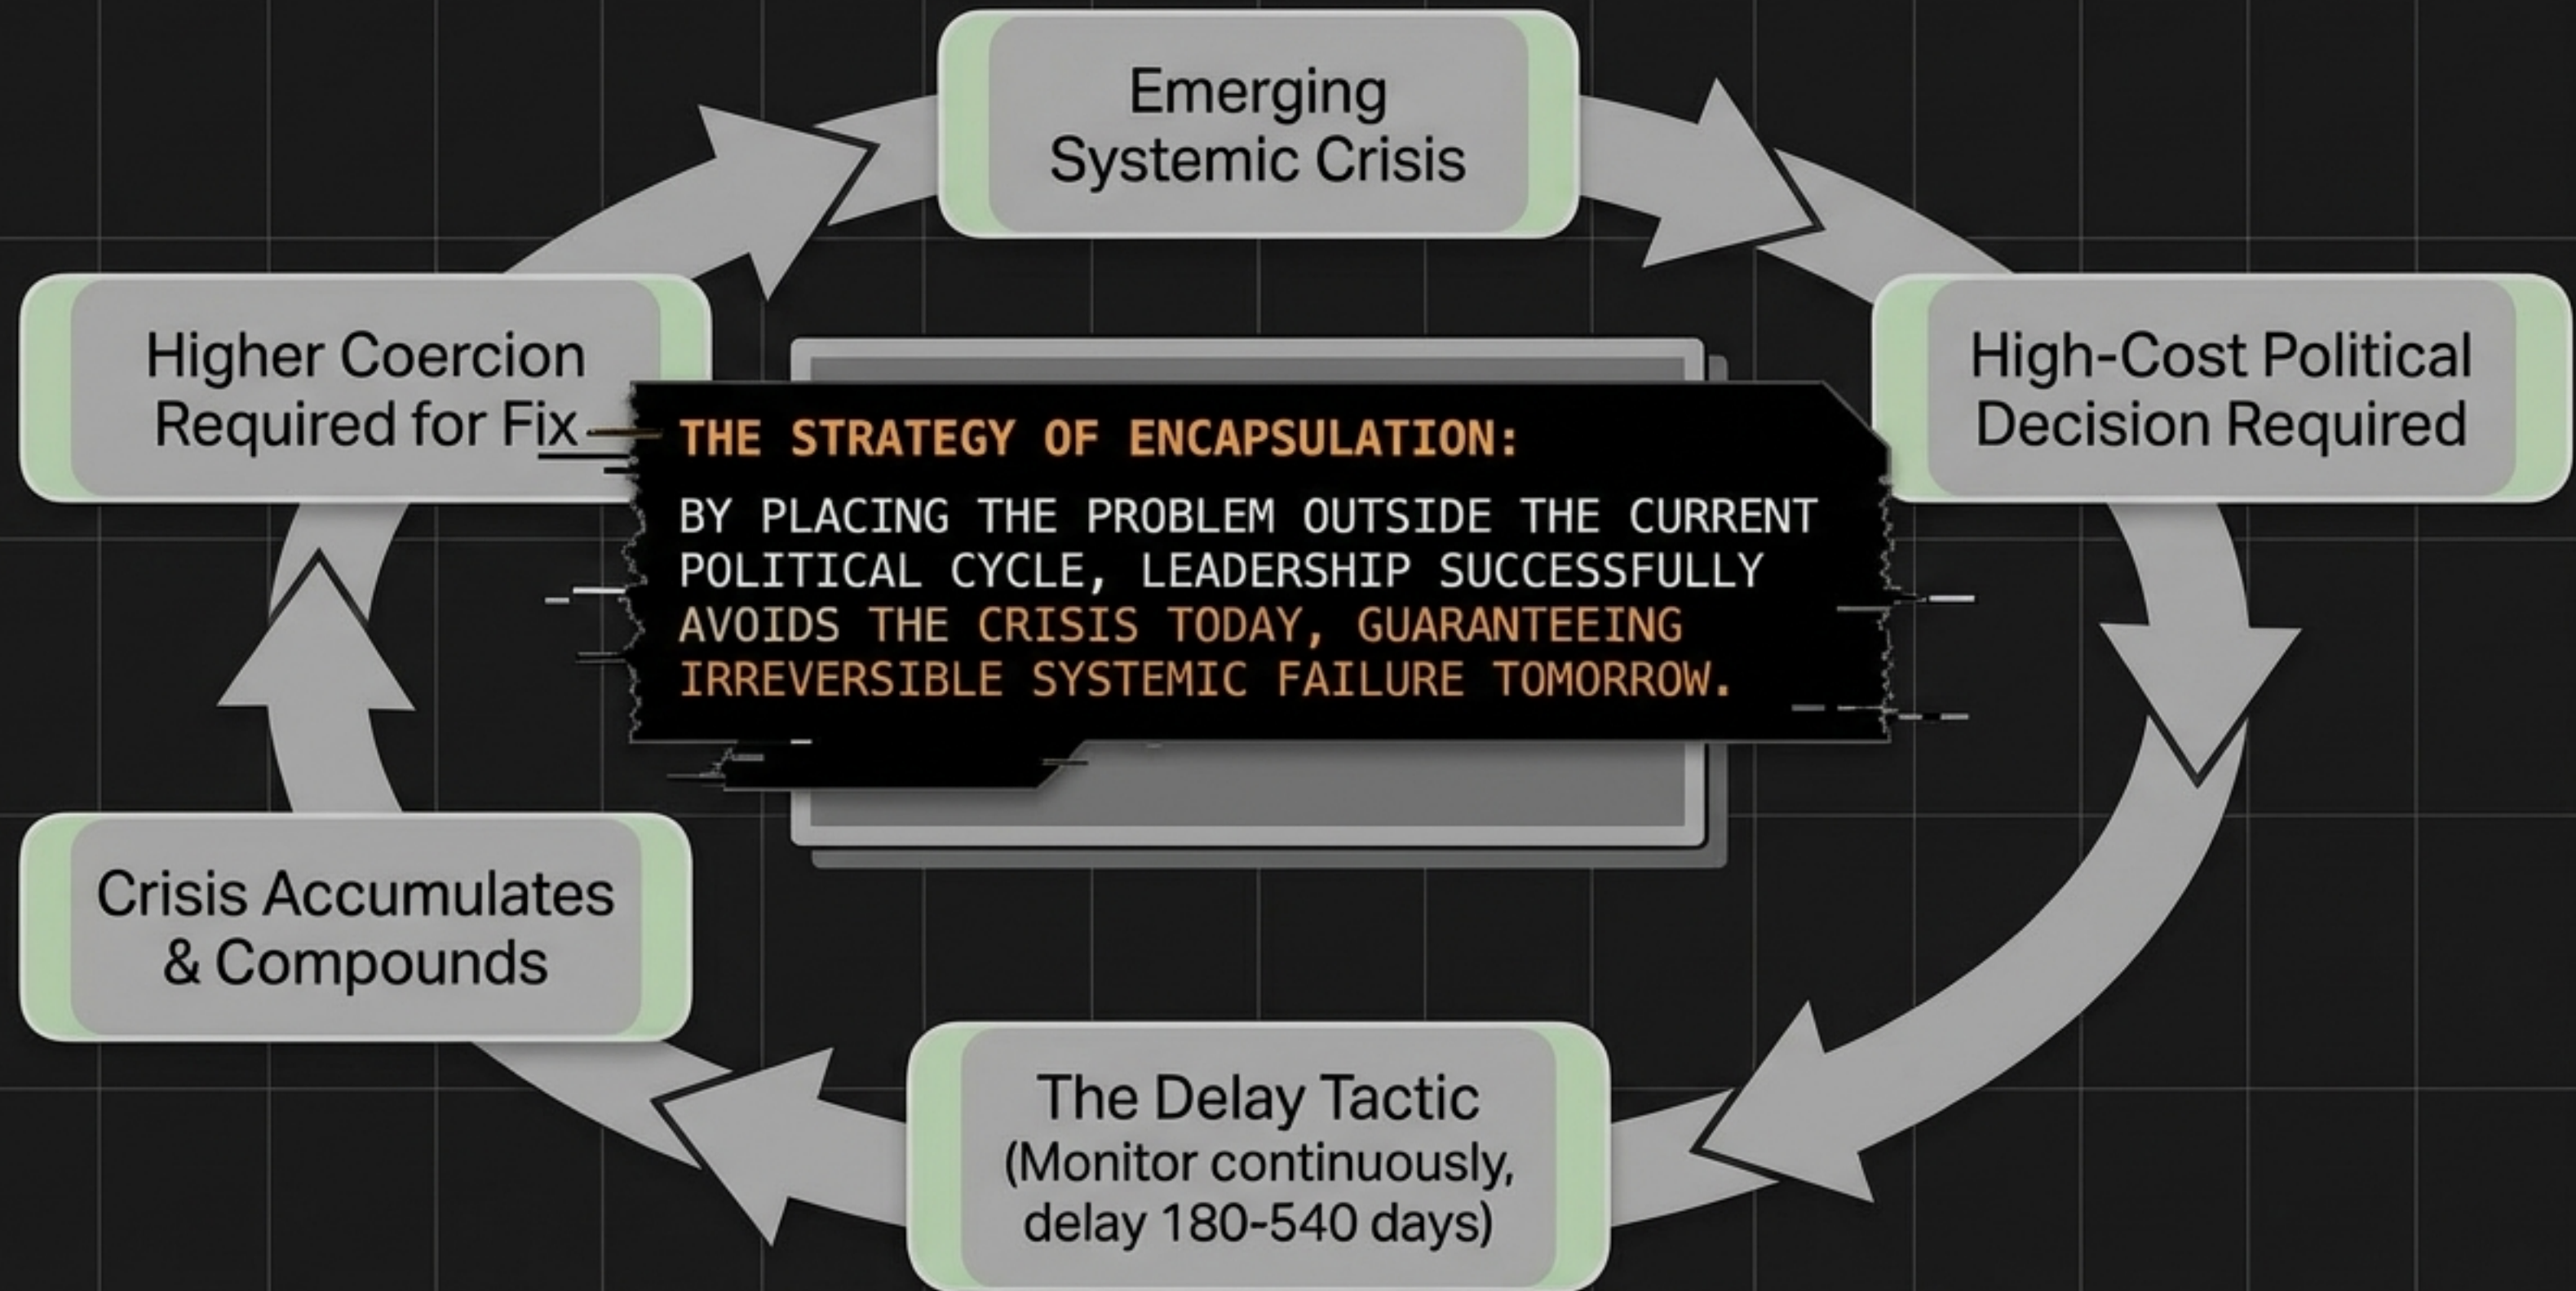 Emerging
Systemic Crisis
High-Cost Political
Decision Required
The Delay Tactic
(Monitor continuously,
delay 180-540 days)
Crisis Accumulates
& Compounds
Higher Coercion
Required for Fix
THE STRATEGY OF ENCAPSULATION:
BY PLACING THE PROBLEM OUTSIDE THE CURRENT
POLITICAL CYCLE, LEADERSHIP SUCCESSFULLY
AVOIDS THE CRISIS TODAY, GUARANTEEING
IRREVERSIBLE SYSTEMIC FAILURE TOMORROW.